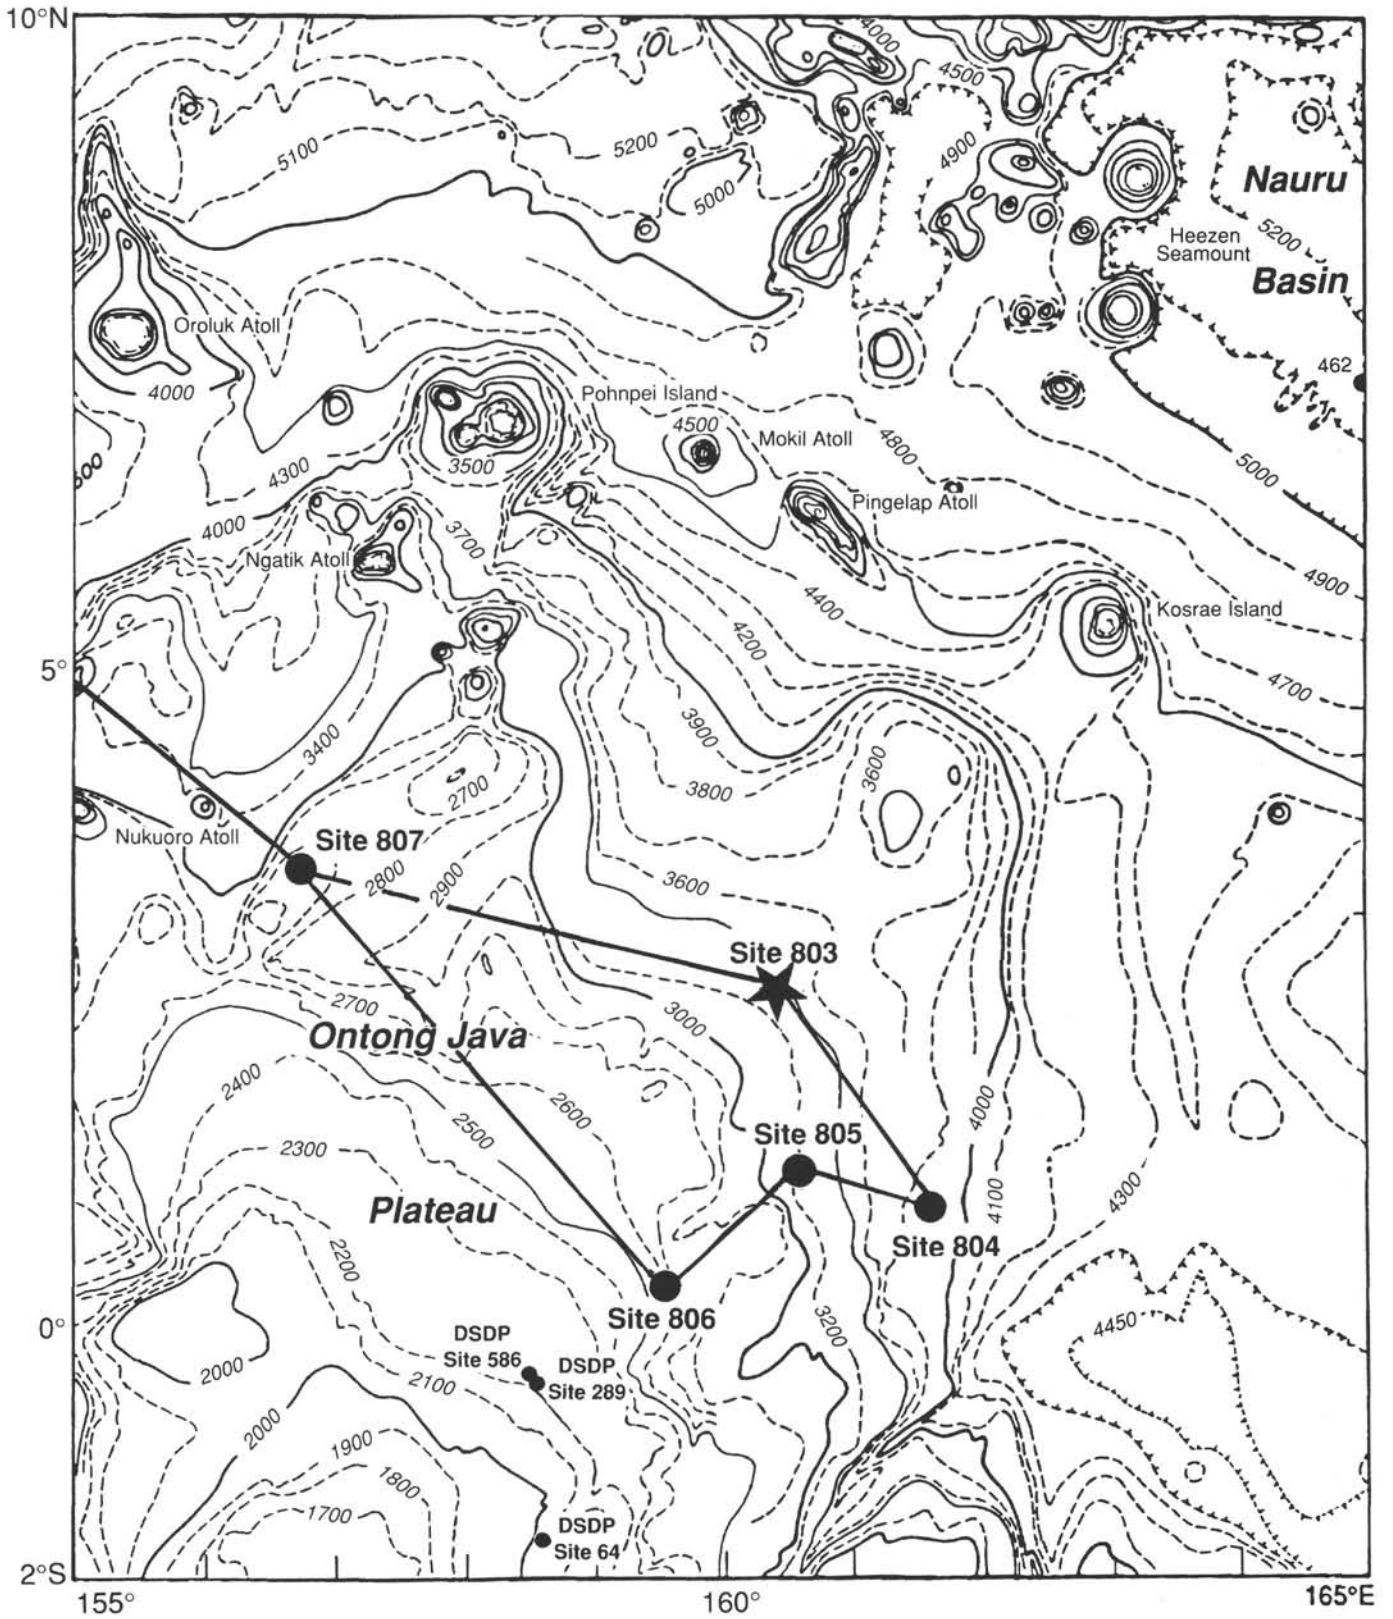 10°N
4000
4500
5100
5200
4900
5000
Nauru
Heezen
Seamount
5200
Basin
Oroluk Atoll
4000
462
Pohnpei Island
4500
Mokil Atoll
4800
3500
4300
5000
Pingelap Atoll
4000
3700
Ngatik Atoll
4900
4400
Kosrae Island
4200
5°
4700
3900
3400
3600
2700
3800
Nukuoro Atoll
Site 807
2800
2900
3600
Site 803
2700
3000
Ontong Java
2400
2600
4000
2500
Site 805
2300
4300
4100
Plateau
2200
Site 804
0°
Site 806
3200
4450
DSDP
Site 586
DSDP
Site 289
2000
2100
2000
1900
1800
1700
DSDP
Site 64
2°S
155°
160°
165°E